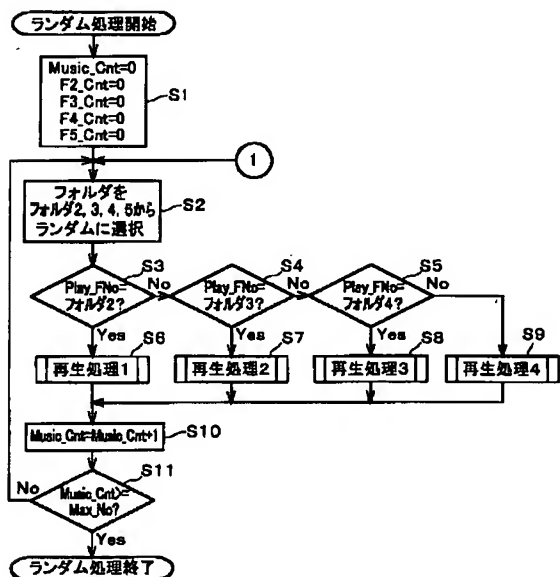 ランダム処理開始
Music_Cnt=0
F2_Cnt=0
F3_Cnt=0
F4_Cnt=0
F5_Cnt=0
S1
1
フォルダを
フォルダ2, 3, 4, 5から
ランダムに選択
S2
S3
Play_FNo=
フォルダ2?
No
Yes
S4
Play_FNo=
フォルダ3?
No
Yes
S5
Play_FNo=
フォルダ4?
No
Yes
S6
再生処理1
S7
再生処理2
S8
再生処理3
S9
再生処理4
Music_Cnt=Music_Cnt+1
S10
S11
Music_Cnt>=
Max_No?
No
Yes
ランダム処理終了